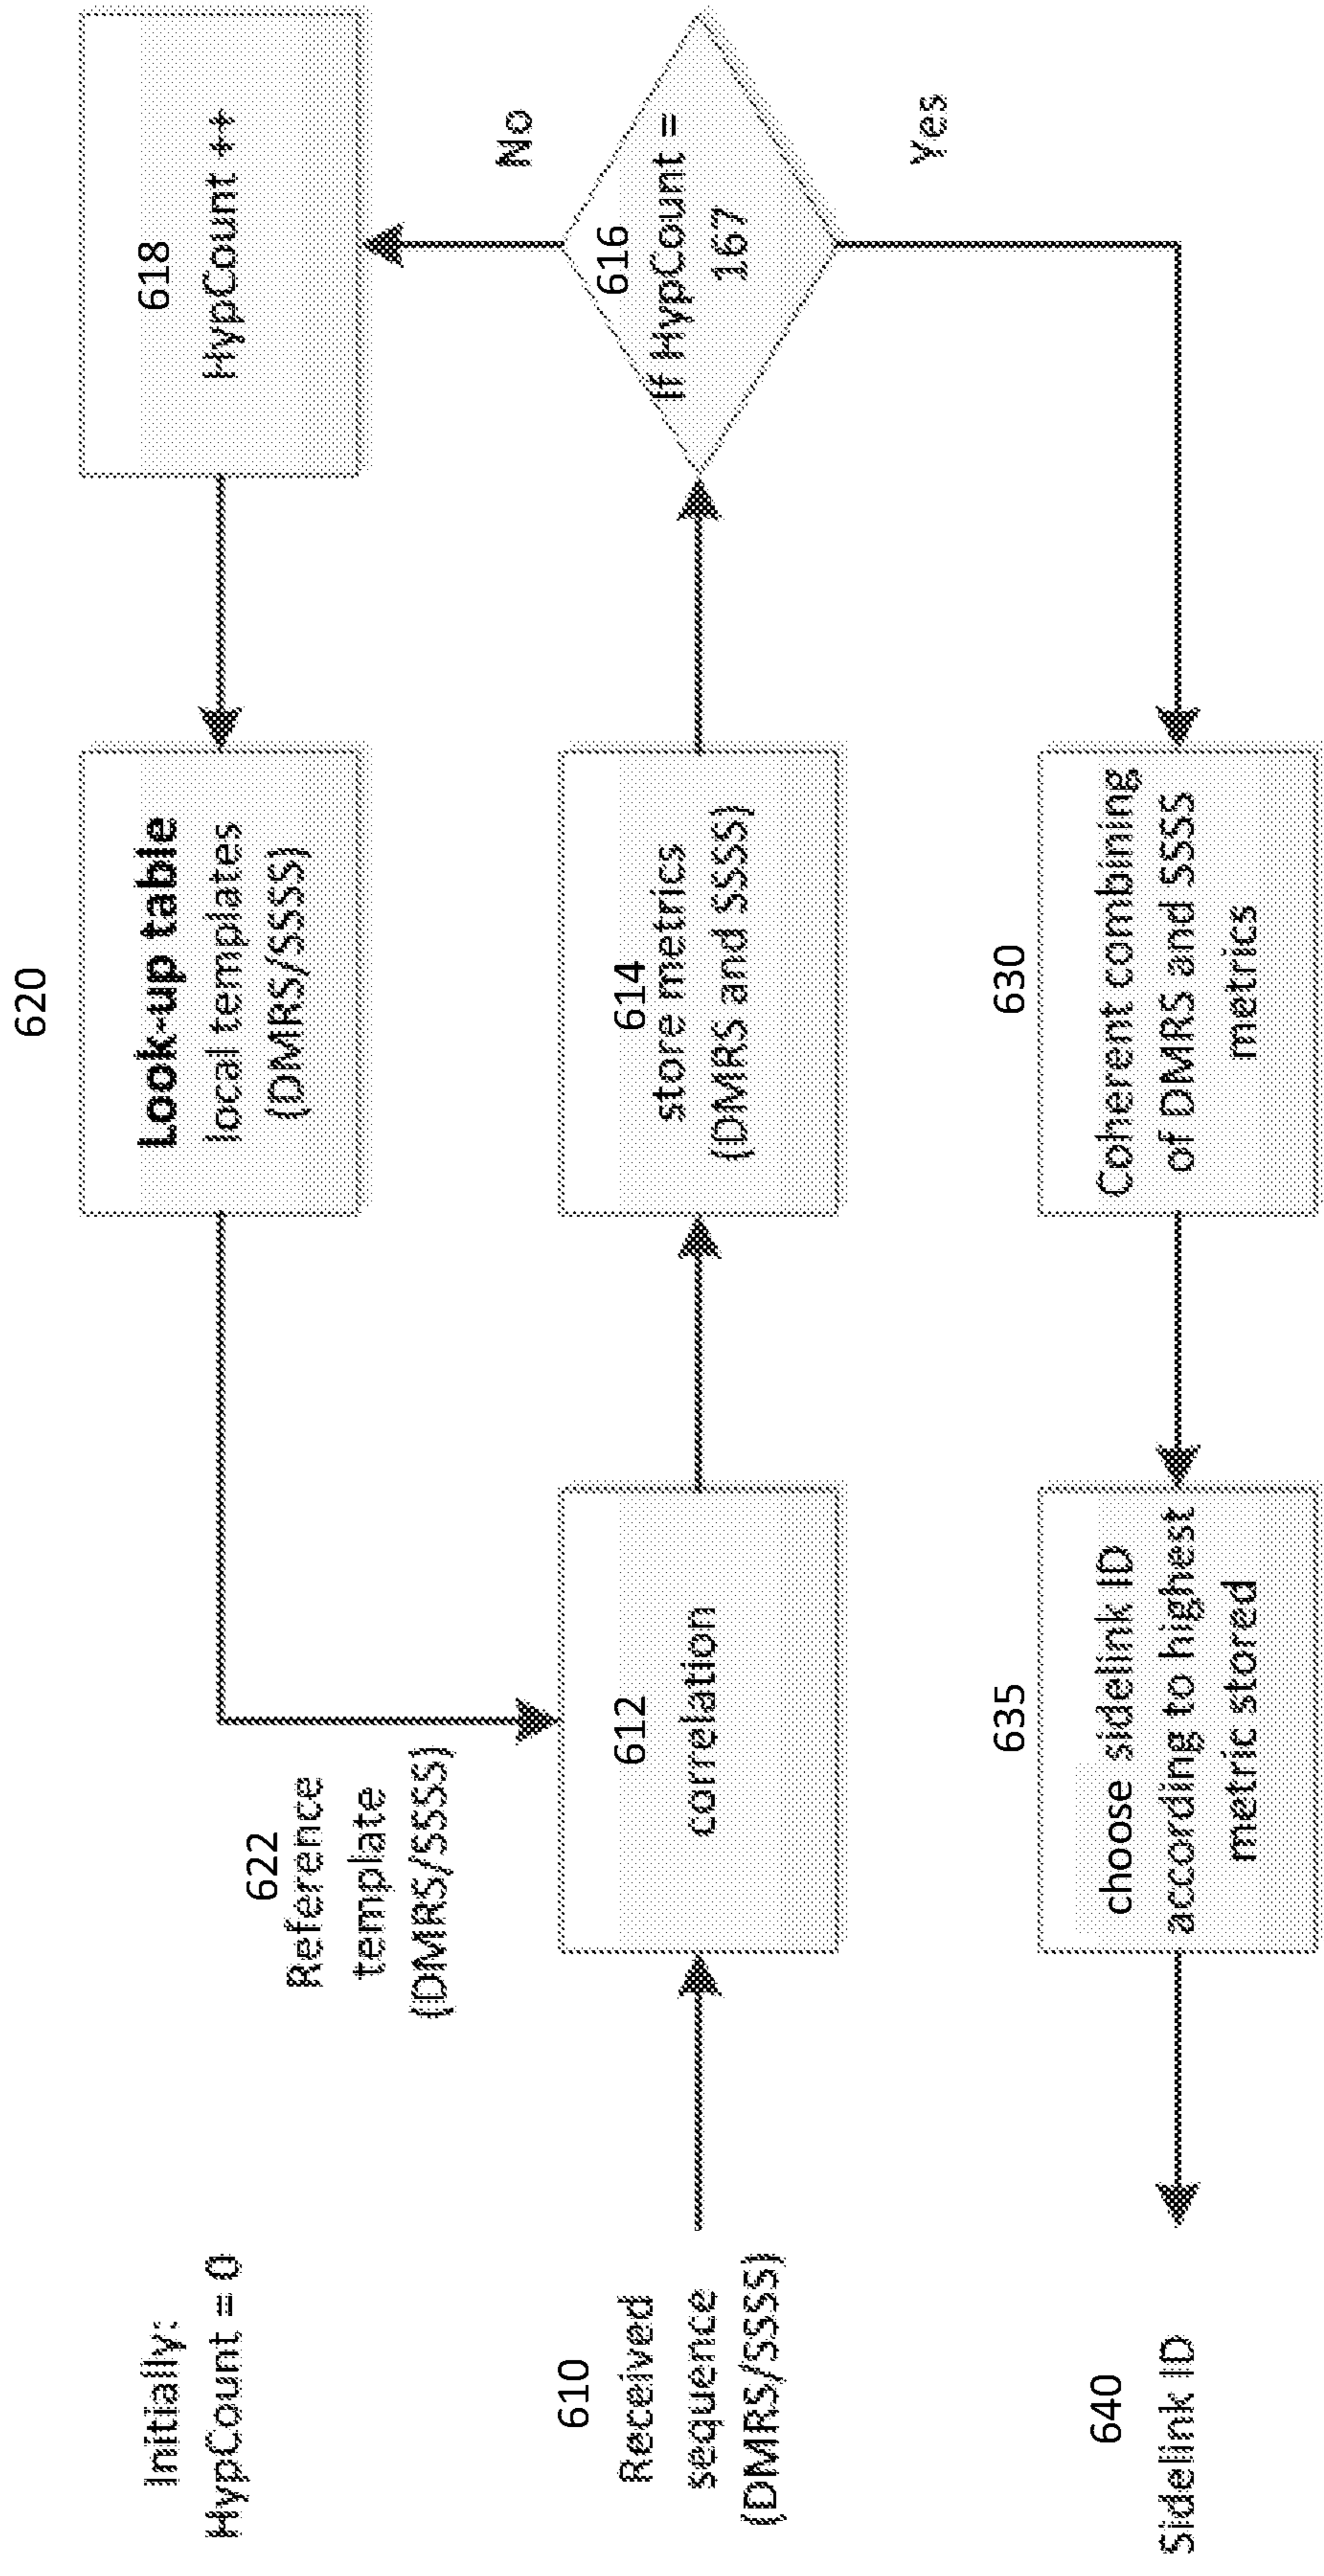 Initially:
HypCount = 0
620
Look-up table
local templates
(DMRS/SSSS)
618
HypCount ++
622
Reference
template
(DMRS/SSSS)
No
610
Received
sequence
(DMRS/SSSS)
612
correlation
614
store metrics
(DMRS and SSSS)
616
If HypCount =
167
Yes
640
Sidelink ID
635
choose sidelink ID
according to highest
metric stored
630
Coherent combining
of DMRS and SSSS
metrics